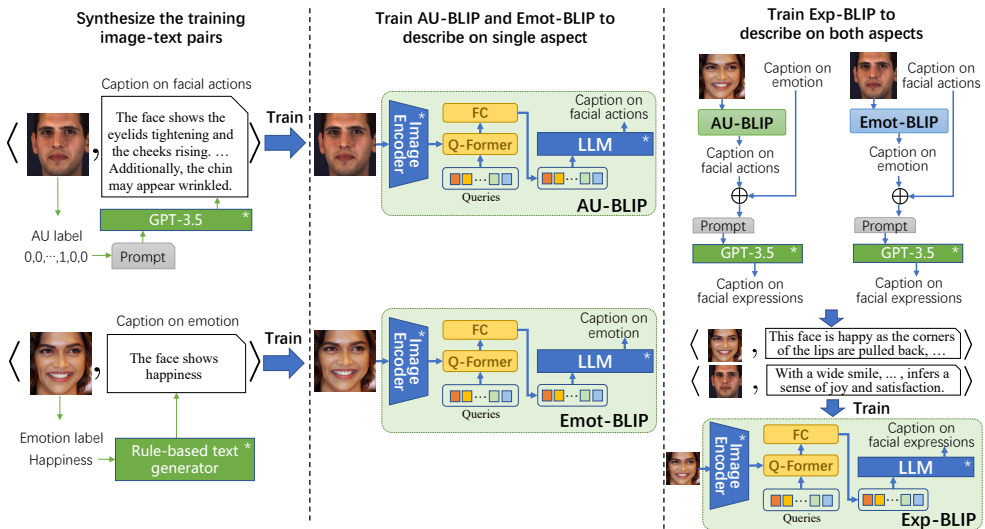 Synthesize the training
image-text pairs
Caption on facial actions
The face shows the
eyelids tightening and
the cheeks rising. …
Additionally, the chin
may appear wrinkled.
,
GPT-3.5 *
AU label
0,0,···,1,0,0
Prompt
Train
Caption on emotion
The face shows
happiness
,
Emotion label
Happiness
Rule-based text
generator *
Train
Train AU-BLIP and Emot-BLIP to
describe on single aspect
Image
Encoder *
FC
Q-Former
···
Queries
Caption on
facial actions
LLM *
···
AU-BLIP
Image
Encoder *
FC
Q-Former
···
Queries
Caption on
emotion
LLM *
···
Emot-BLIP
Train Exp-BLIP to
describe on both aspects
Caption on
emotion
AU-BLIP
Caption on
facial actions
Prompt
GPT-3.5 *
Caption on
facial expressions
Caption on
facial actions
Emot-BLIP
Caption on
emotion
Prompt
GPT-3.5 *
Caption on
facial expressions
, This face is happy as the corners
of the lips are pulled back, …
, With a wide smile, ... , infers a
sense of joy and satisfaction.
Train
Image
Encoder *
FC
Q-Former
···
Queries
Caption on
facial expressions
LLM *
···
Exp-BLIP